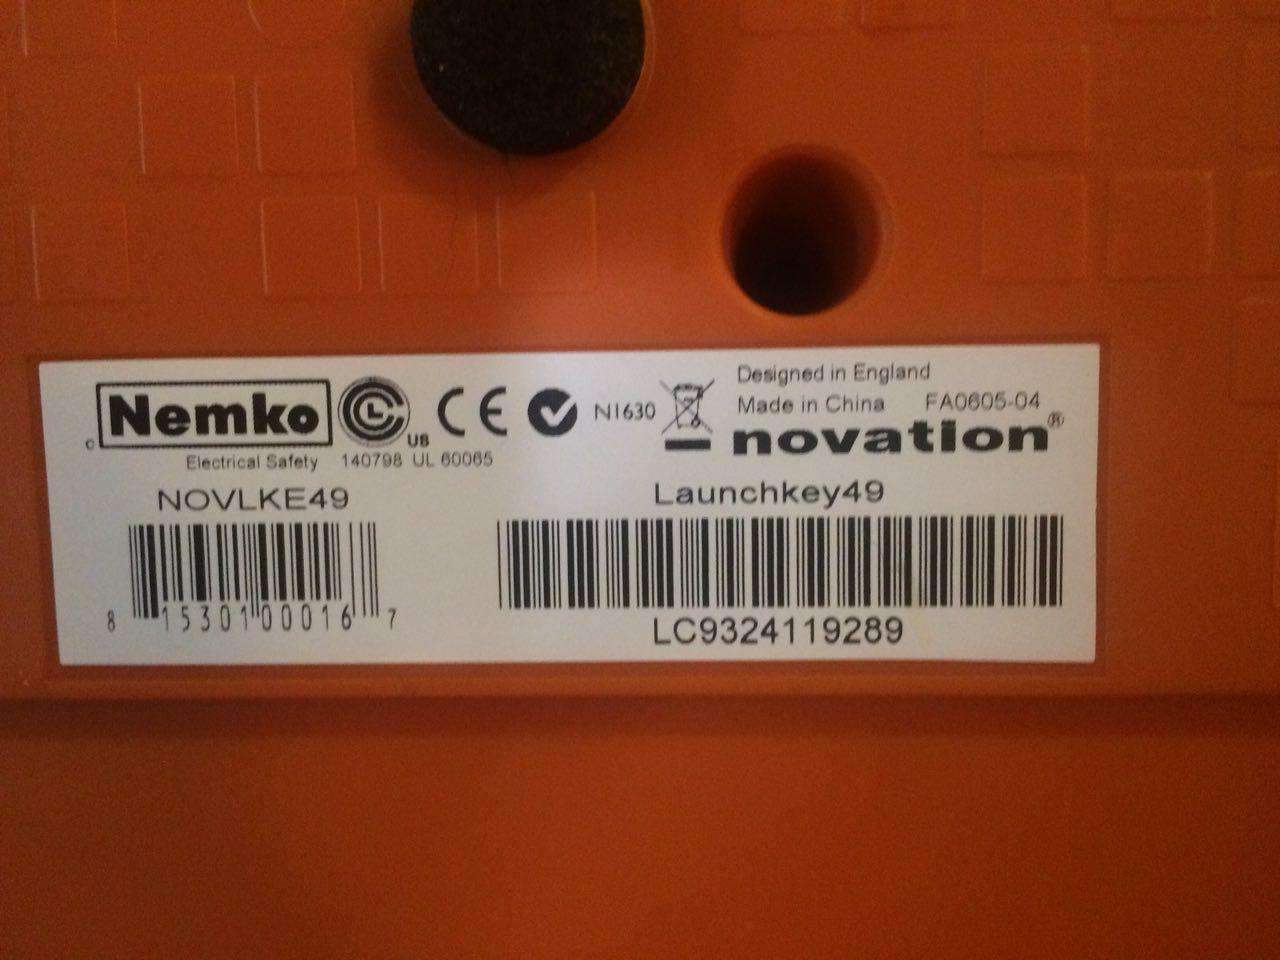 Nemko
c
US
Electrical Safety 140798 UL 60065
CE
N1630
Designed in England
Made in China FA0605-04
novation®
NOVLKE49
8 15301 00016 7
Launchkey49
LC9324119289